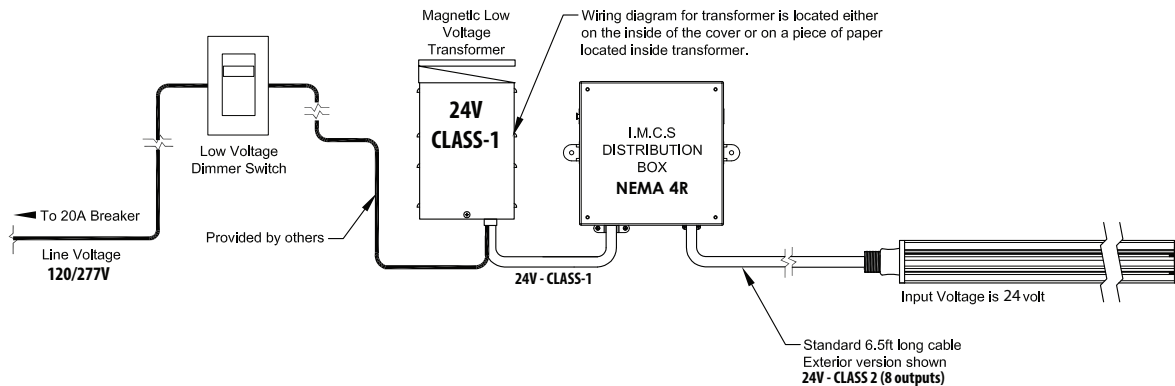 Magnetic Low
Voltage
Transformer
Wiring diagram for transformer is located either
on the inside of the cover or on a piece of paper
located inside transformer.
24V
CLASS-1
I.M.C.S
DISTRIBUTION
BOX
NEMA 4R
Low Voltage
Dimmer Switch
To 20A Breaker
Line Voltage
120/277V
Provided by others
24V - CLASS-1
Input Voltage is 24 volt
Standard 6.5ft long cable
Exterior version shown
24V - CLASS 2 (8 outputs)